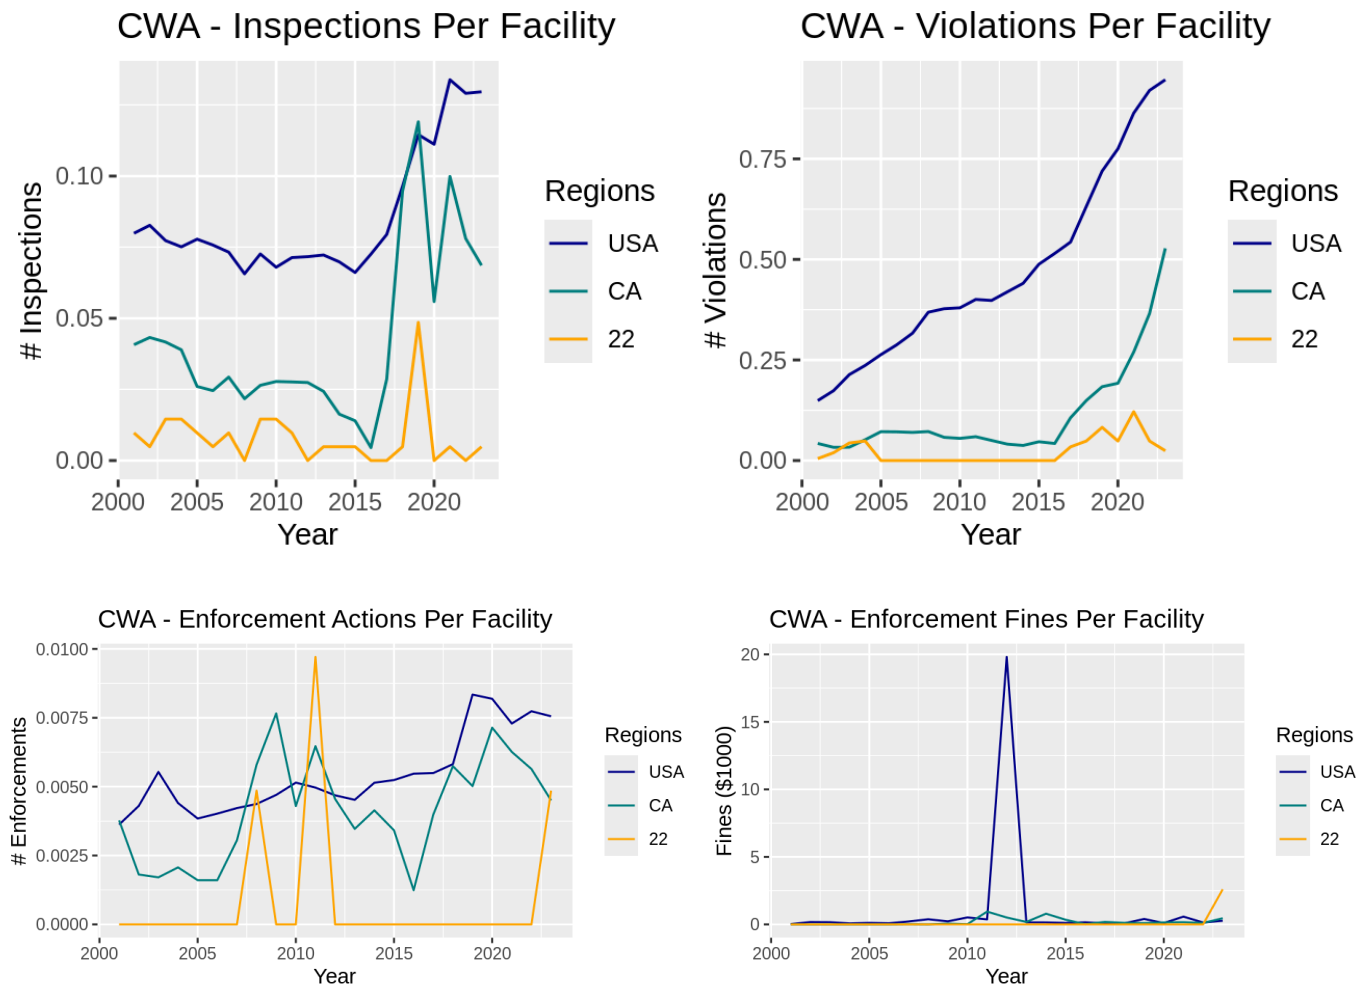 CWA - Inspections Per Facility
# Inspections
0.10
0.05
0.00
2000 2005 2010 2015 2020
Year
Regions
USA
CA
22
CWA - Violations Per Facility
# Violations
0.75
0.50
0.25
0.00
2000 2005 2010 2015 2020
Year
Regions
USA
CA
22
CWA - Enforcement Actions Per Facility
# Enforcements
0.0100
0.0075
0.0050
0.0025
0.0000
2000 2005 2010 2015 2020
Year
Regions
USA
CA
22
CWA - Enforcement Fines Per Facility
Fines ($1000)
20
15
10
5
0
2000 2005 2010 2015 2020
Year
Regions
USA
CA
22